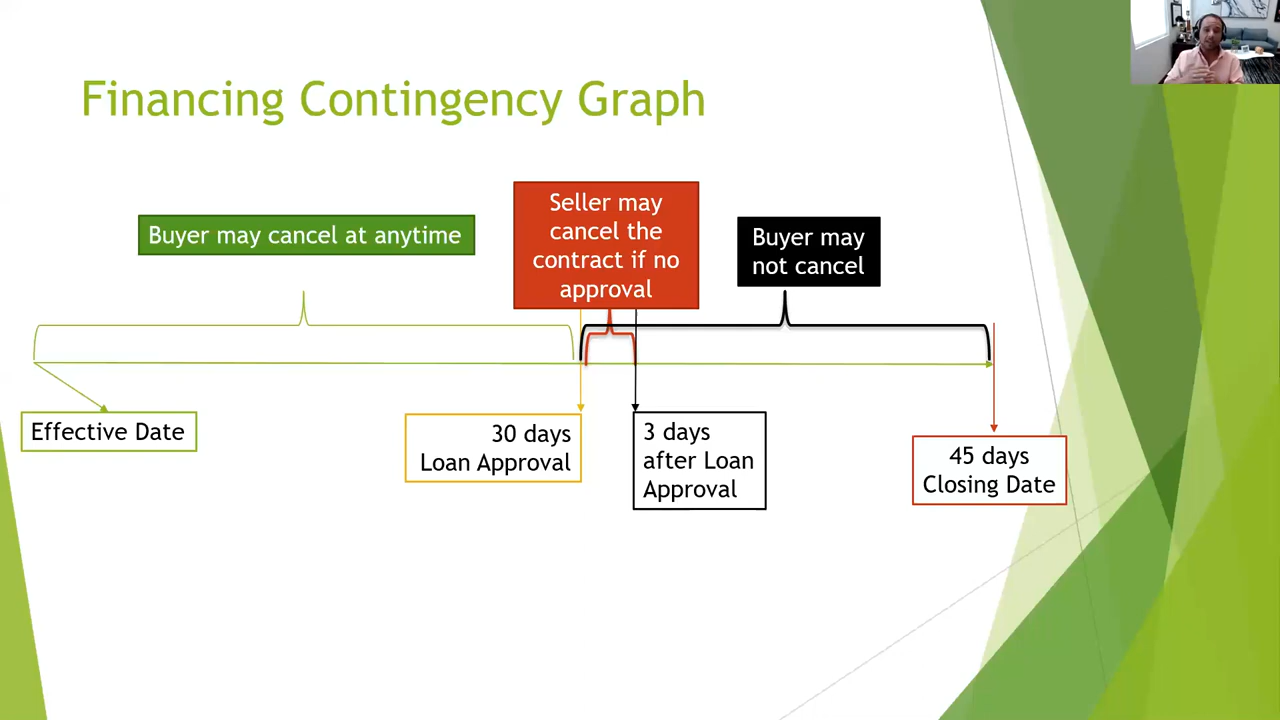 Financing Contingency Graph
Buyer may cancel at anytime
Seller may
cancel the
contract if no
approval
Buyer may
not cancel
Effective Date
30 days
Loan Approval
3 days
after Loan
Approval
45 days
Closing Date